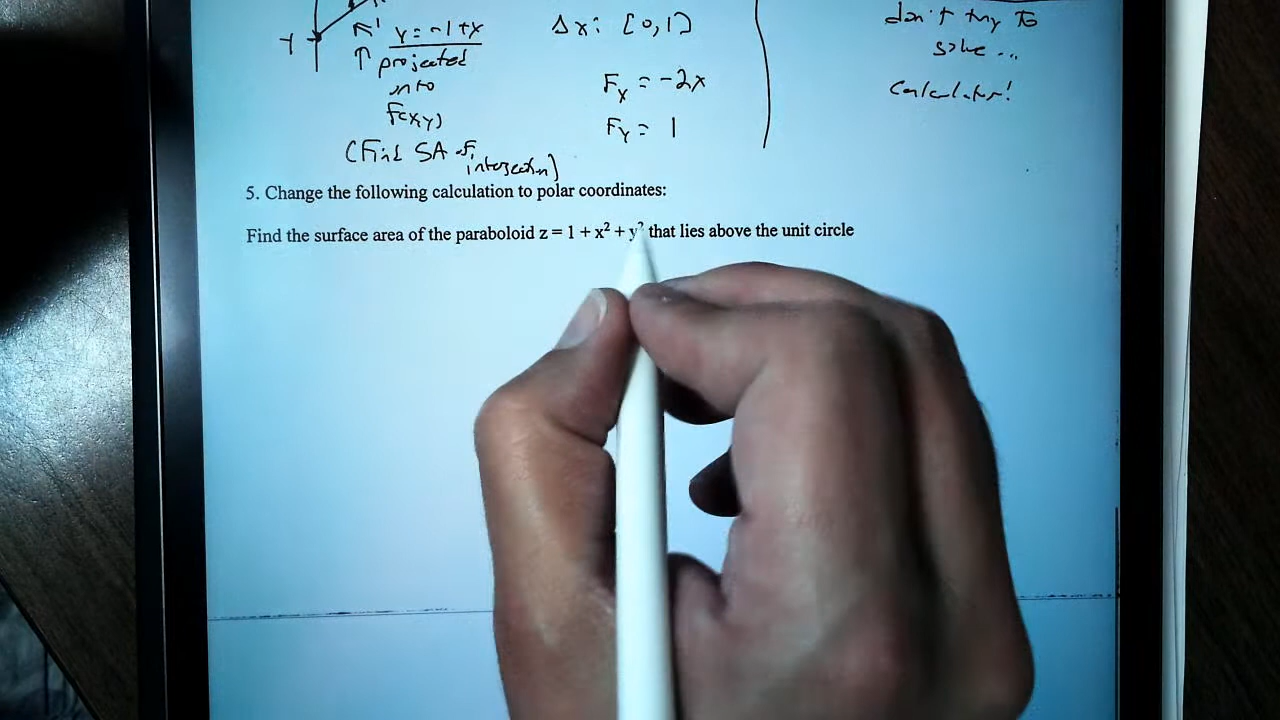 y = -1 + x
projected
into
F(x,y)
(Find SA of
intersection)
Δx: [0,1]
Fx = -2x
Fy = 1
don't try to
solve...
calculator!
5. Change the following calculation to polar coordinates:
Find the surface area of the paraboloid z = 1 + x² + y² that lies above the unit circle